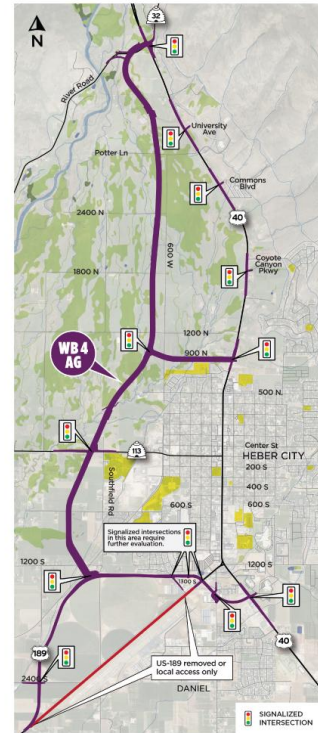 N
32
River Road
University
Ave
Potter Ln
Commons
Blvd
2400 N
40
600 W
Coyote
Canyon
Pkwy
1800 N
1200 N
900 N
WB4
AG
500 N.
Center St
HEBER CITY
113
200 S
400 S
600 S
Southfield Rd
600 S
Signalized intersections
in this area require
further evaluation.
1200 S
1200 S
1300 S
189
40
2400 S
US-189 removed or
local access only
DANIEL
SIGNALIZED
INTERSECTION